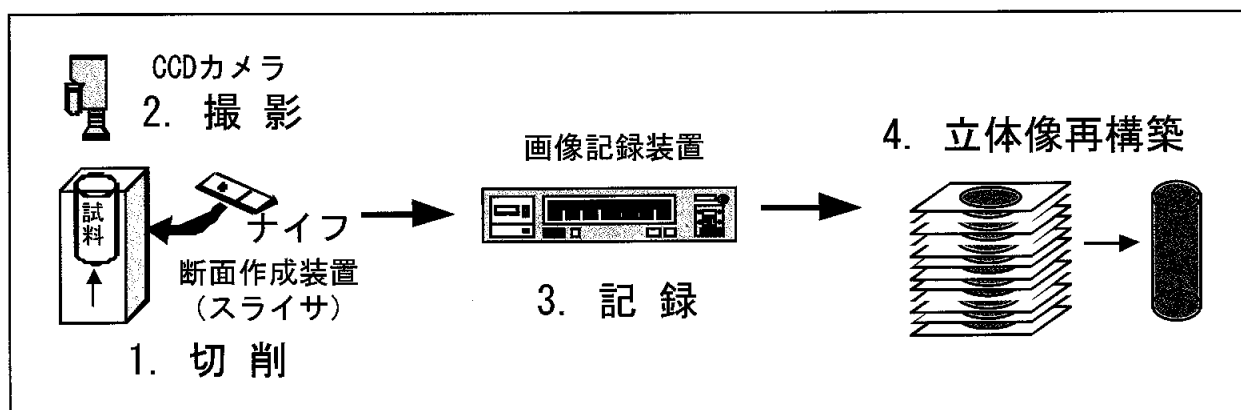 CCDカメラ
2. 撮 影
試料
ナイフ
断面作成装置
(スライサ)
1. 切 削
画像記録装置
3. 記 録
4. 立体像再構築